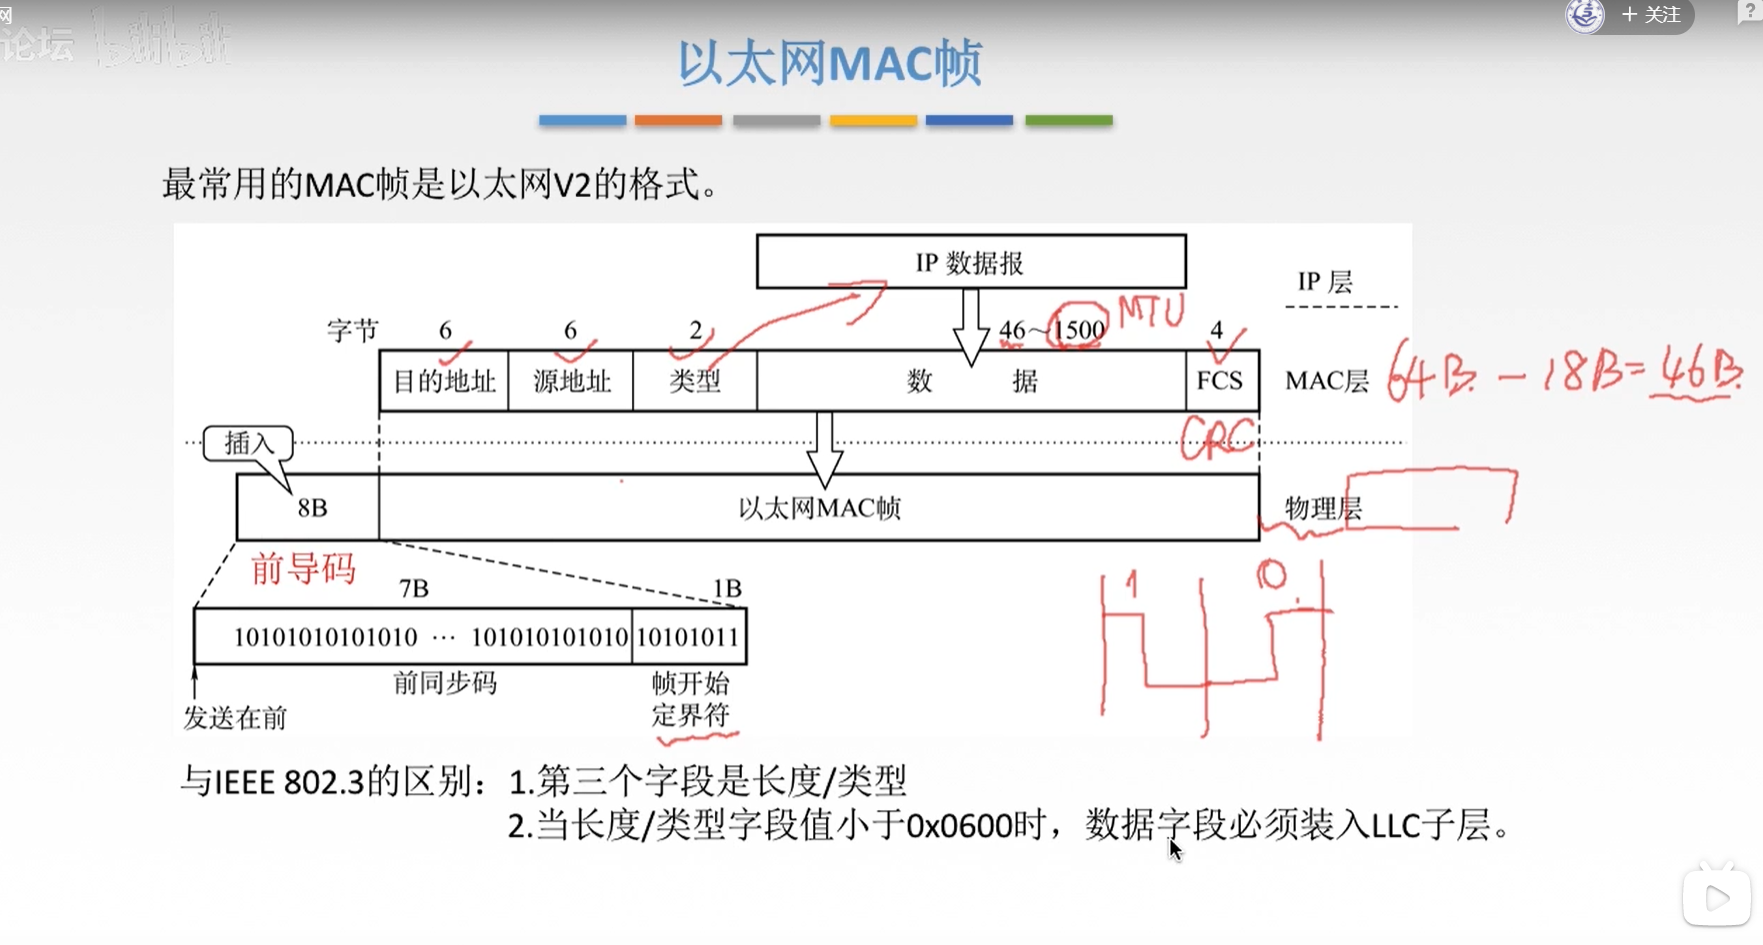 网
+ 关注
?
论坛 bilibili
以太网MAC帧
最常用的MAC帧是以太网V2的格式。
IP 数据报
IP 层
字节 6 6 2 46～1500 MTU 4
目的地址 源地址 类型 数 据 FCS MAC层 64B - 18B = 46B
CRC
插入
8B 以太网MAC帧 物理层
前导码
7B 1B
1 0
10101010101010 ··· 101010101010 10101011
前同步码 帧开始
定界符
发送在前
与IEEE 802.3的区别：1.第三个字段是长度/类型
2.当长度/类型字段值小于0x0600时，数据字段必须装入LLC子层。